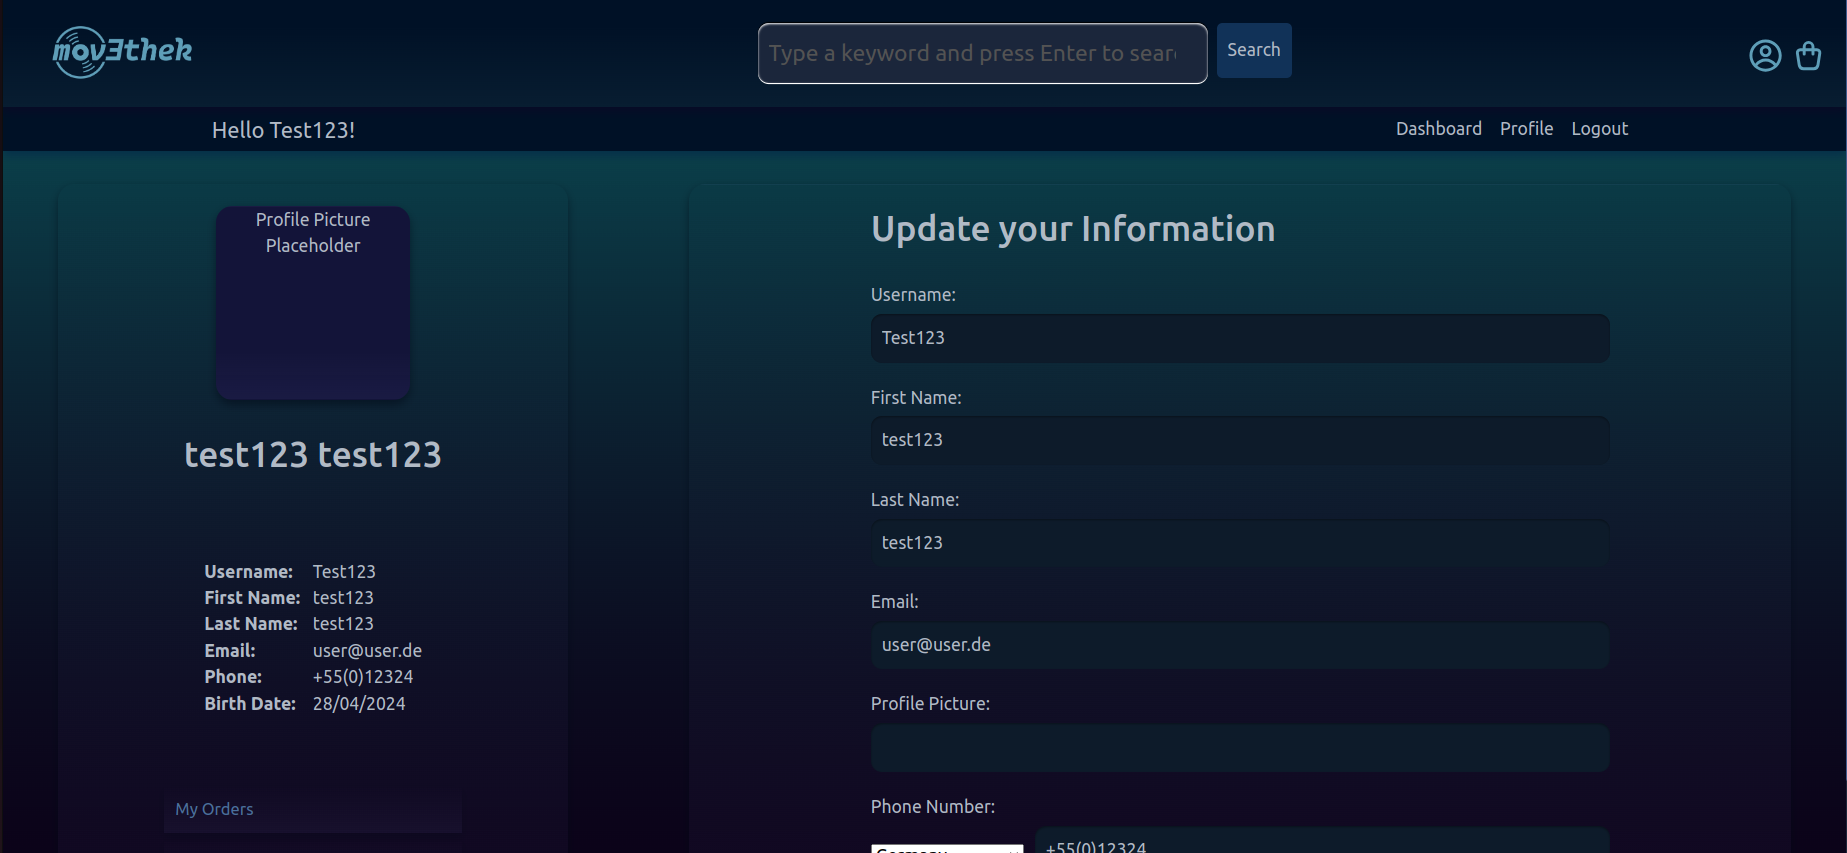 movƎthek
Type a keyword and press Enter to sear
Search
Hello Test123!
Dashboard Profile Logout
Profile Picture
Placeholder
test123 test123
Username: Test123
First Name: test123
Last Name: test123
Email: user@user.de
Phone: +55(0)12324
Birth Date: 28/04/2024
My Orders
Update your Information
Username:
Test123
First Name:
test123
Last Name:
test123
Email:
user@user.de
Profile Picture:
Phone Number:
Germany +55(0)12324